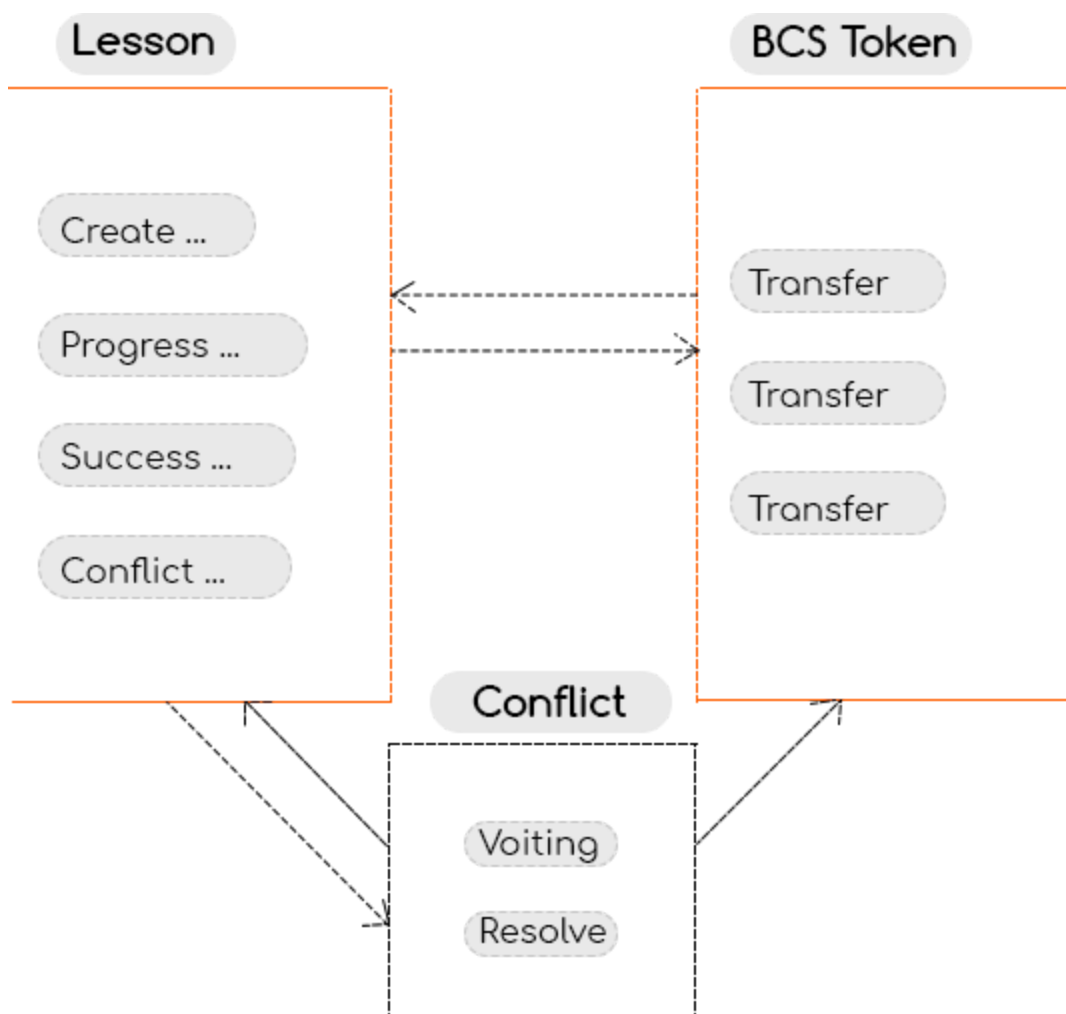 Lesson
BCS Token
Create ...
Progress ...
Success ...
Conflict ...
Transfer
Transfer
Transfer
Conflict
Voiting
Resolve